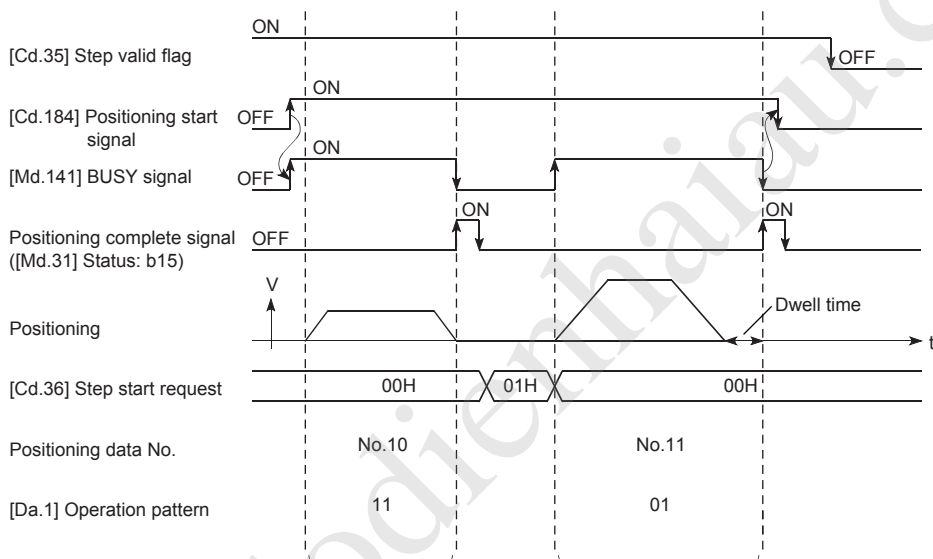 ON
[Cd.35] Step valid flag
OFF
ON
[Cd.184] Positioning start
signal
OFF
ON
[Md.141] BUSY signal
OFF
ON
ON
Positioning complete signal
([Md.31] Status: b15)
OFF
V
Dwell time
Positioning
t
[Cd.36] Step start request
00H
01H
00H
Positioning data No.
No.10
No.11
[Da.1] Operation pattern
11
01